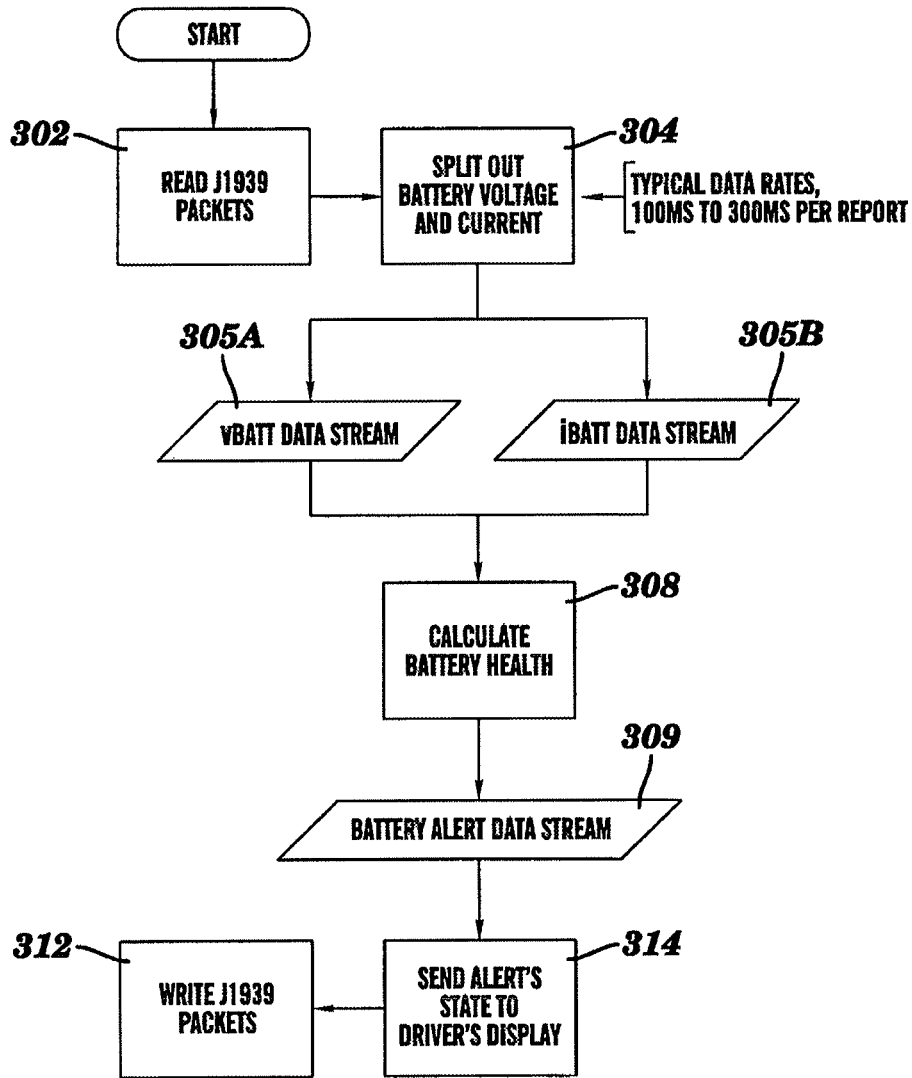 START
302
READ J1939
PACKETS
304
SPLIT OUT
BATTERY VOLTAGE
AND CURRENT
TYPICAL DATA RATES,
100MS TO 300MS PER REPORT
305A
vBATT DATA STREAM
305B
iBATT DATA STREAM
308
CALCULATE
BATTERY HEALTH
309
BATTERY ALERT DATA STREAM
312
WRITE J1939
PACKETS
314
SEND ALERT'S
STATE TO
DRIVER'S DISPLAY